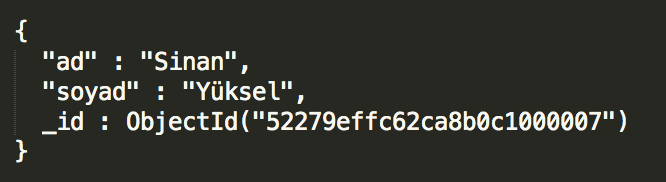 {
"ad" : "Sinan",
"soyad" : "Yüksel",
_id : ObjectId("52279effc62ca8b0c1000007")
}